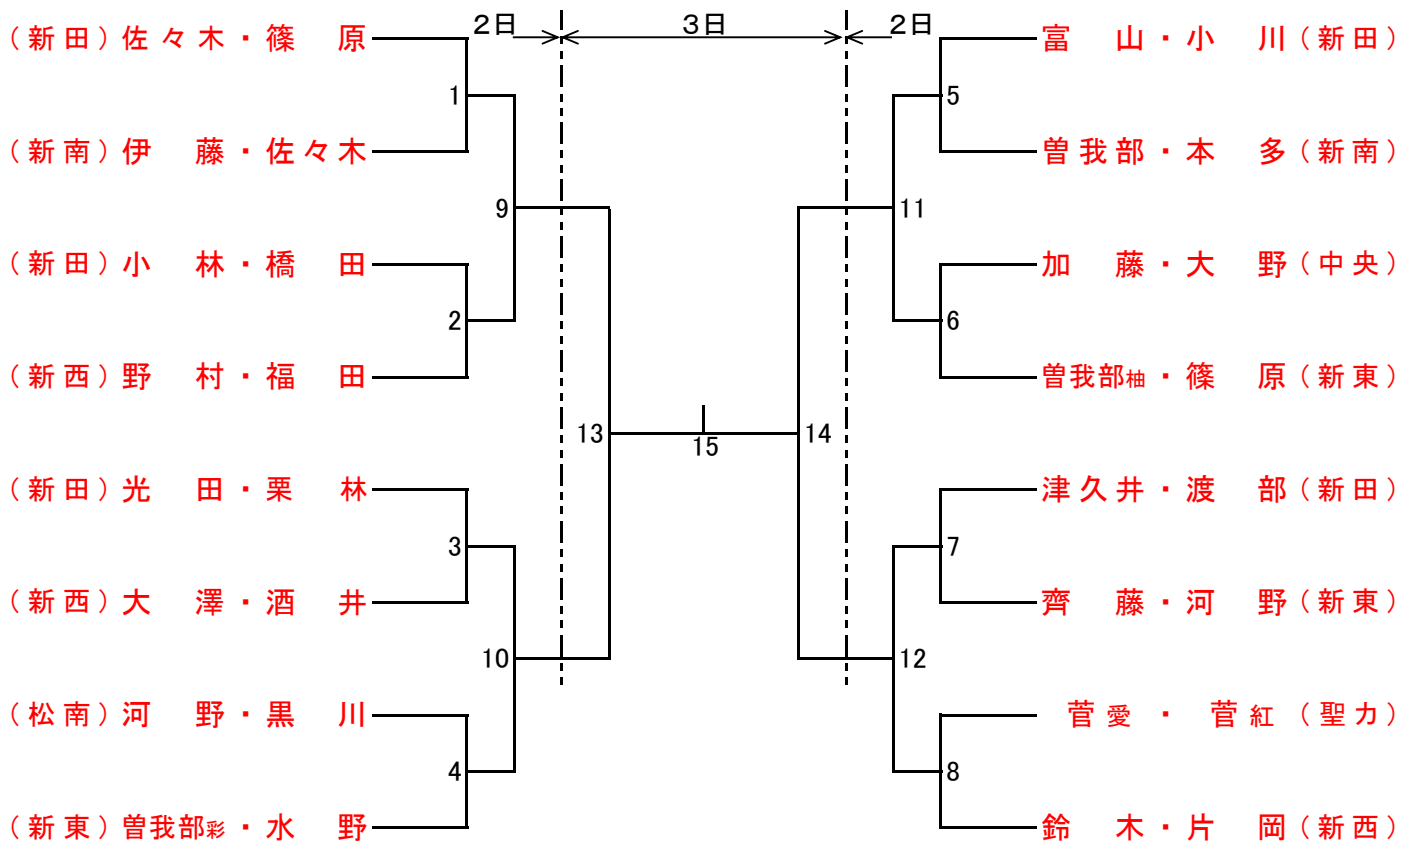 2日 3日 2日
(新田) 佐々木・篠 原
富 山・小 川 (新田)
1 5
(新南) 伊 藤・佐々木
曽我部・本 多 (新南)
9 11
(新田) 小 林・橋 田
加 藤・大 野 (中央)
2 6
(新西) 野 村・福 田
曽我部柚・篠 原 (新東)
13 15 14
(新田) 光 田・栗 林
津久井・渡 部 (新田)
3 7
(新西) 大 澤・酒 井
齊 藤・河 野 (新東)
10 12
(松南) 河 野・黒 川
菅愛・菅紅 (聖カ)
4 8
(新東) 曽我部彩・水 野
鈴 木・片 岡 (新西)